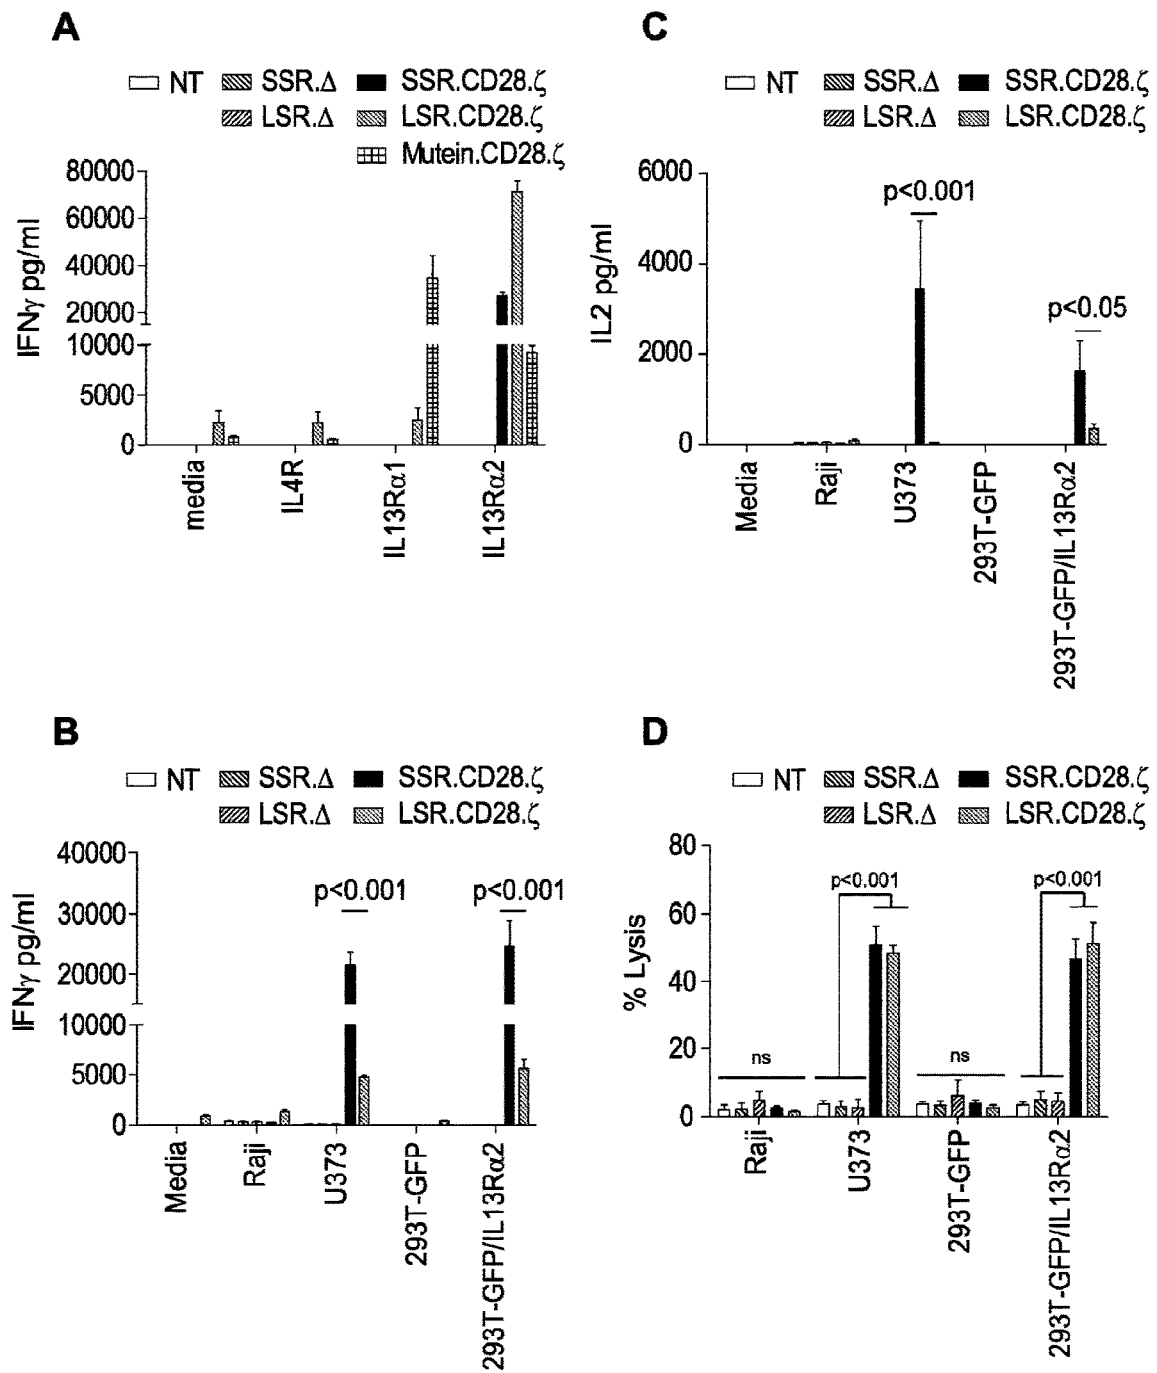 A
NT SSR.Δ SSR.CD28.ζ
LSR.Δ LSR.CD28.ζ
Mutein.CD28.ζ
IFNγ pg/ml
80000
60000
40000
20000
10000
5000
0
media
IL4R
IL13Rα1
IL13Rα2
C
NT SSR.Δ SSR.CD28.ζ
LSR.Δ LSR.CD28.ζ
IL2 pg/ml
6000
4000
2000
0
p<0.001
p<0.05
Media
Raji
U373
293T-GFP
293T-GFP/IL13Rα2
B
NT SSR.Δ SSR.CD28.ζ
LSR.Δ LSR.CD28.ζ
IFNγ pg/ml
40000
30000
20000
10000
5000
0
p<0.001 p<0.001
Media
Raji
U373
293T-GFP
293T-GFP/IL13Rα2
D
NT SSR.Δ SSR.CD28.ζ
LSR.Δ LSR.CD28.ζ
% Lysis
80
60
40
20
0
p<0.001 p<0.001
ns ns
Raji
U373
293T-GFP
293T-GFP/IL13Rα2